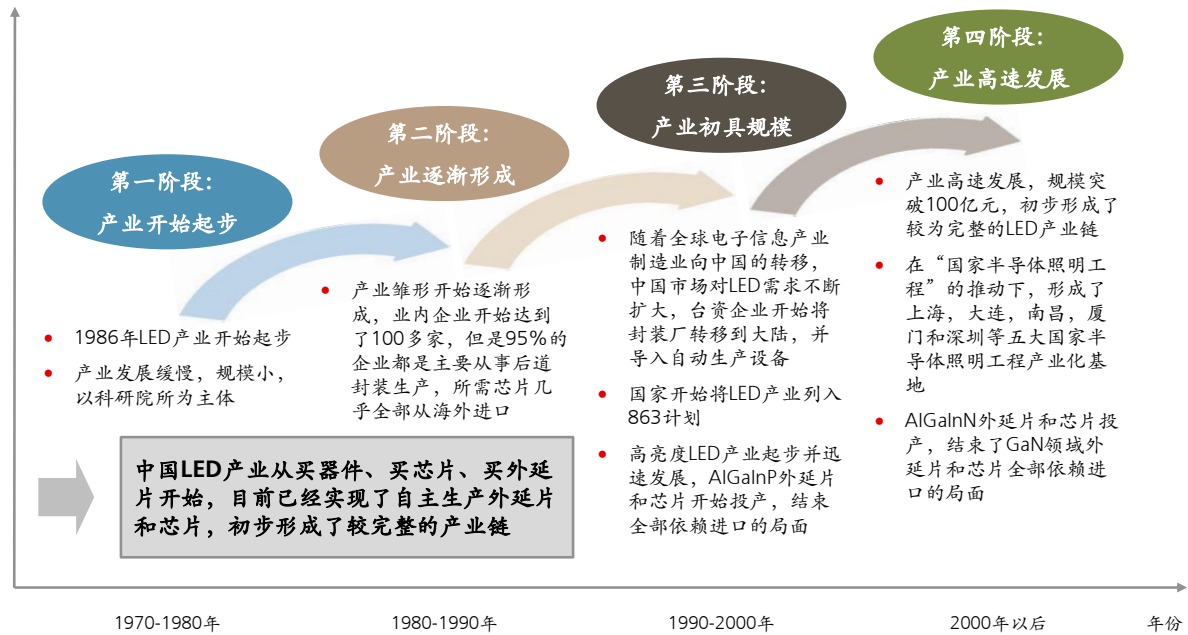 第一阶段：
产业开始起步
1986年LED产业开始起步
产业发展缓慢，规模小，
以科研院所为主体
第二阶段：
产业逐渐形成
产业雏形开始逐渐形
成，业内企业开始达到
了100多家，但是95%的
企业都是主要从事后道
封装生产，所需芯片几
乎全部从海外进口
第三阶段：
产业初具规模
随着全球电子信息产业
制造业向中国的转移，
中国市场对LED需求不断
扩大，台资企业开始将
封装厂转移到大陆，并
导入自动生产设备
国家开始将LED产业列入
863计划
高亮度LED产业起步并迅
速发展，AlGaInP外延片
和芯片开始投产，结束
全部依赖进口的局面
第四阶段：
产业高速发展
产业高速发展，规模突
破100亿元，初步形成了
较为完整的LED产业链
在“国家半导体照明工
程”的推动下，形成了
上海，大连，南昌，厦
门和深圳等五大国家半
导体照明工程产业化基
地
AlGaInN外延片和芯片投
产，结束了GaN领域外
延片和芯片全部依赖进
口的局面
中国LED产业从买器件、买芯片、买外延
片开始，目前已经实现了自主生产外延片
和芯片，初步形成了较完整的产业链
1970-1980年
1980-1990年
1990-2000年
2000年以后
年份